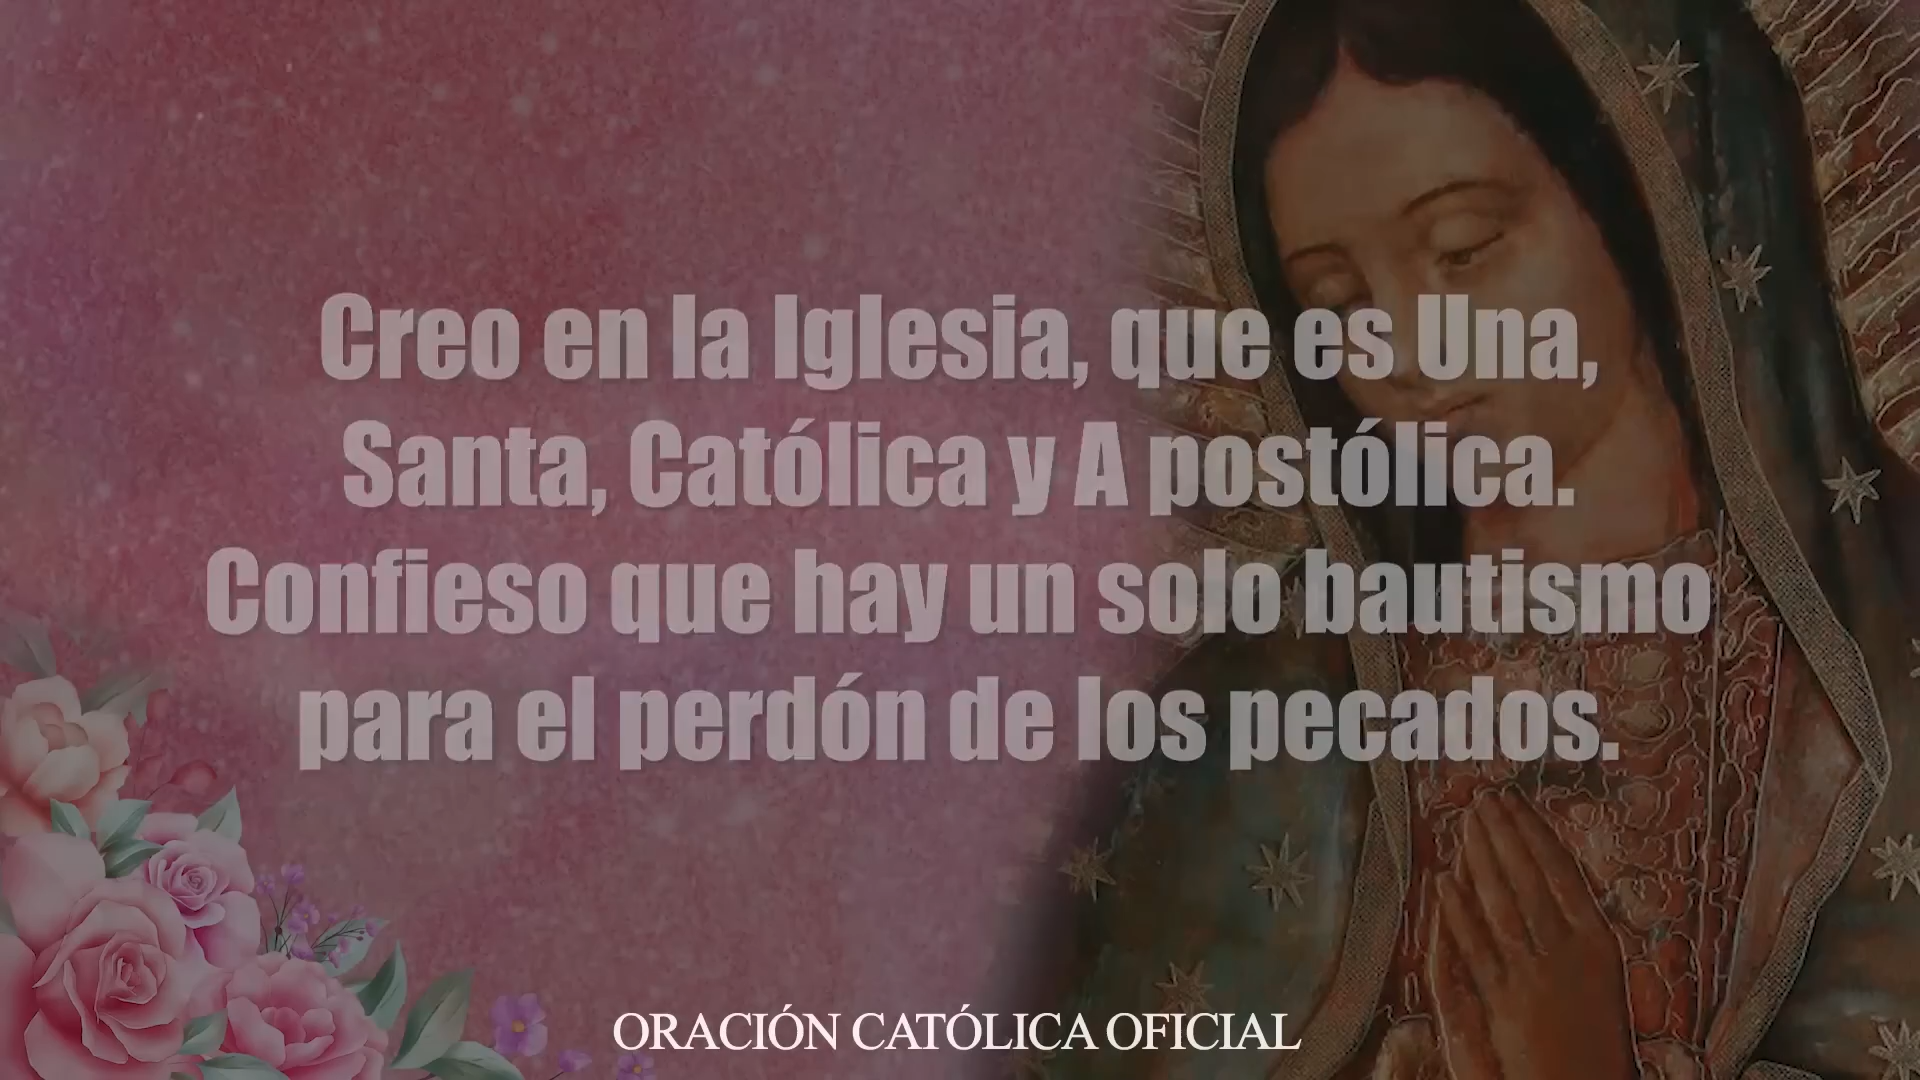 Creo en la Iglesia, que es Una,
Santa, Católica y A postólica.
Confieso que hay un solo bautismo
para el perdón de los pecados.
ORACIÓN CATÓLICA OFICIAL